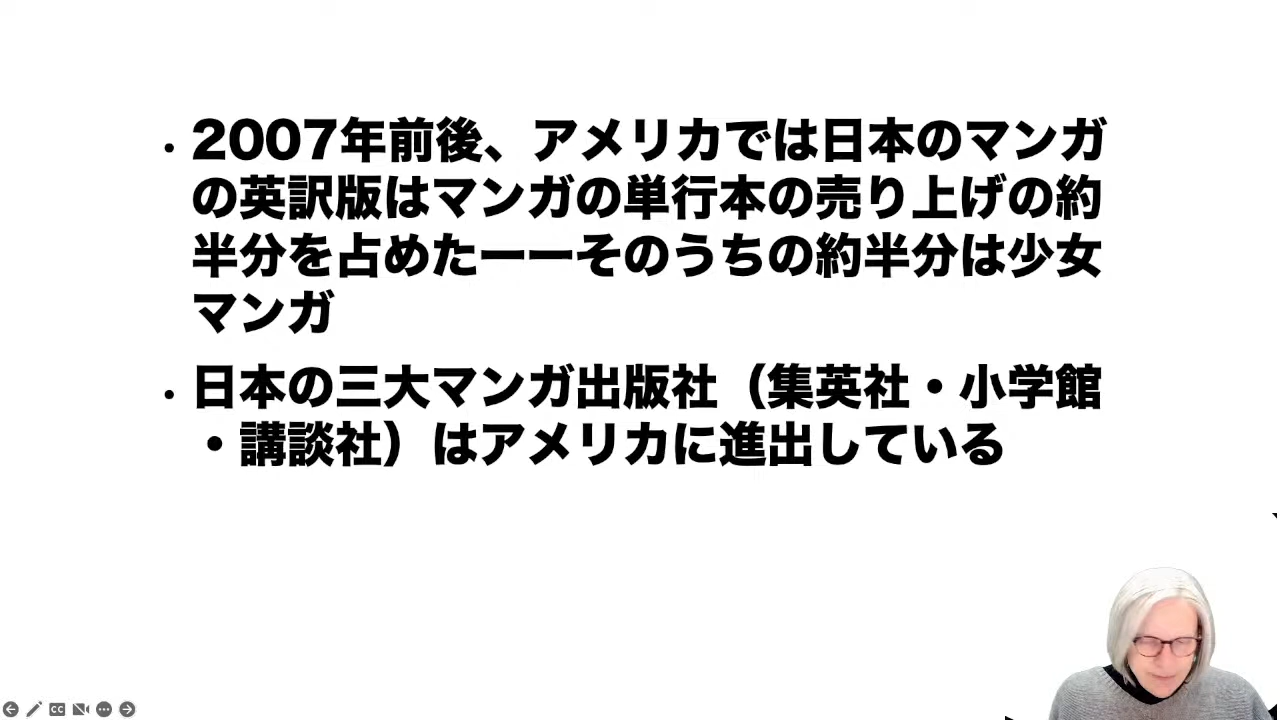 • 2007年前後、アメリカでは日本のマンガ
の英訳版はマンガの単行本の売り上げの約
半分を占めたーーそのうちの約半分は少女
マンガ
• 日本の三大マンガ出版社（集英社・小学館
・講談社）はアメリカに進出している
CC